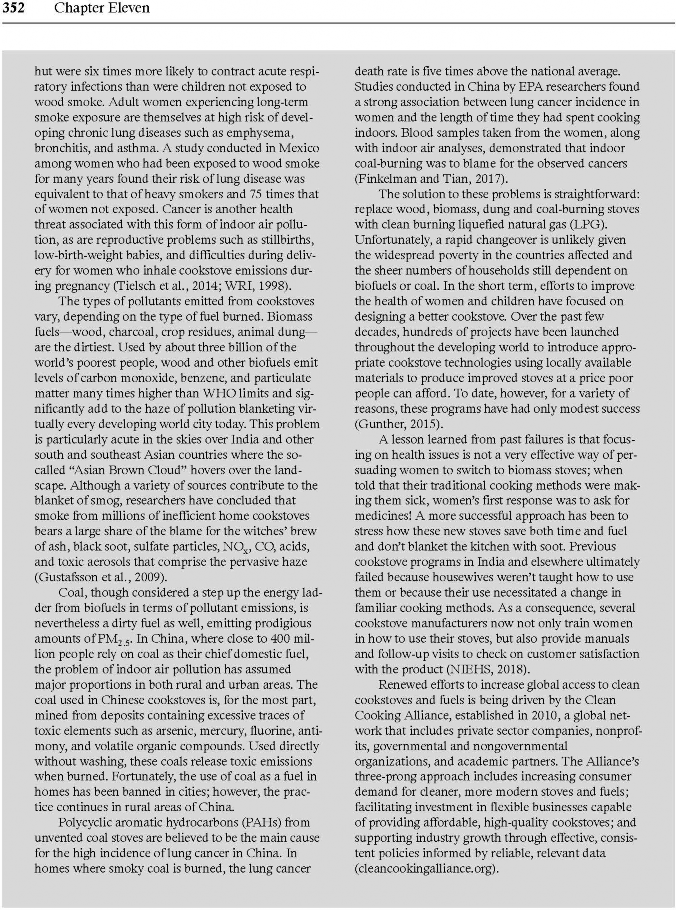 352 Chapter Eleven
hut were six times more likely to contract acute respi-
ratory infections than were children not exposed to
wood smoke. Adult women experiencing long-term
smoke exposure are themselves at high risk of devel-
oping chronic lung diseases such as emphysema,
bronchitis, and asthma. A study conducted in Mexico
among women who had been exposed to wood smoke
for many years found their risk of lung disease was
equivalent to that of heavy smokers and 75 times that
of women not exposed. Cancer is another health
threat associated with this form of indoor air pollu-
tion, as are reproductive problems such as stillbirths,
low-birth-weight babies, and difficulties during deliv-
ery for women who inhale cookstove emissions dur-
ing pregnancy (Tielsch et al., 2014; WRI, 1998).
The types of pollutants emitted from cookstoves
vary, depending on the type of fuel burned. Biomass
fuels—wood, charcoal, crop residues, animal dung—
are the dirtiest. Used by about three billion of the
world's poorest people, wood and other biofuels emit
levels of carbon monoxide, benzene, and particulate
matter many times higher than WHO limits and sig-
nificantly add to the haze of pollution blanketing vir-
tually every developing world city today. This problem
is particularly acute in the skies over India and other
south and southeast Asian countries where the so-
called “Asian Brown Cloud” hovers over the land-
scape. Although a variety of sources contribute to the
blanket of smog, researchers have concluded that
smoke from millions of inefficient home cookstoves
bears a large share of the blame for the witches’ brew
of ash, black soot, sulfate particles, NOx, CO, acids,
and toxic aerosols that comprise the pervasive haze
(Gustafsson et al., 2009).
Coal, though considered a step up the energy lad-
der from biofuels in terms of pollutant emissions, is
nevertheless a dirty fuel as well, emitting prodigious
amounts of PM2.5. In China, where close to 400 mil-
lion people rely on coal as their chief domestic fuel,
the problem of indoor air pollution has assumed
major proportions in both rural and urban areas. The
coal used in Chinese cookstoves is, for the most part,
mined from deposits containing excessive traces of
toxic elements such as arsenic, mercury, fluorine, anti-
mony, and volatile organic compounds. Used directly
without washing, these coals release toxic emissions
when burned. Fortunately, the use of coal as a fuel in
homes has been banned in cities; however, the prac-
tice continues in rural areas of China.
Polycyclic aromatic hydrocarbons (PAHs) from
unvented coal stoves are believed to be the main cause
for the high incidence of lung cancer in China. In
homes where smoky coal is burned, the lung cancer
death rate is five times above the national average.
Studies conducted in China by EPA researchers found
a strong association between lung cancer incidence in
women and the length of time they had spent cooking
indoors. Blood samples taken from the women, along
with indoor air analyses, demonstrated that indoor
coal-burning was to blame for the observed cancers
(Finkelman and Tian, 2017).
The solution to these problems is straightforward:
replace wood, biomass, dung and coal-burning stoves
with clean burning liquefied natural gas (LPG).
Unfortunately, a rapid changeover is unlikely given
the widespread poverty in the countries affected and
the sheer numbers of households still dependent on
biofuels or coal. In the short term, efforts to improve
the health of women and children have focused on
designing a better cookstove. Over the past few
decades, hundreds of projects have been launched
throughout the developing world to introduce appro-
priate cookstove technologies using locally available
materials to produce improved stoves at a price poor
people can afford. To date, however, for a variety of
reasons, these programs have had only modest success
(Gunther, 2015).
A lesson learned from past failures is that focus-
ing on health issues is not a very effective way of per-
suading women to switch to biomass stoves; when
told that their traditional cooking methods were mak-
ing them sick, women’s first response was to ask for
medicines! A more successful approach has been to
stress how these new stoves save both time and fuel
and don’t blanket the kitchen with soot. Previous
cookstove programs in India and elsewhere ultimately
failed because housewives weren’t taught how to use
them or because their use necessitated a change in
familiar cooking methods. As a consequence, several
cookstove manufacturers now not only train women
in how to use their stoves, but also provide manuals
and follow-up visits to check on customer satisfaction
with the product (NIEHS, 2018).
Renewed efforts to increase global access to clean
cookstoves and fuels is being driven by the Clean
Cooking Alliance, established in 2010, a global net-
work that includes private sector companies, nonprof-
its, governmental and nongovernmental
organizations, and academic partners. The Alliance’s
three-prong approach includes increasing consumer
demand for cleaner, more modern stoves and fuels;
facilitating investment in flexible businesses capable
of providing affordable, high-quality cookstoves; and
supporting industry growth through effective, consis-
tent policies informed by reliable, relevant data
(cleancookingalliance.org).